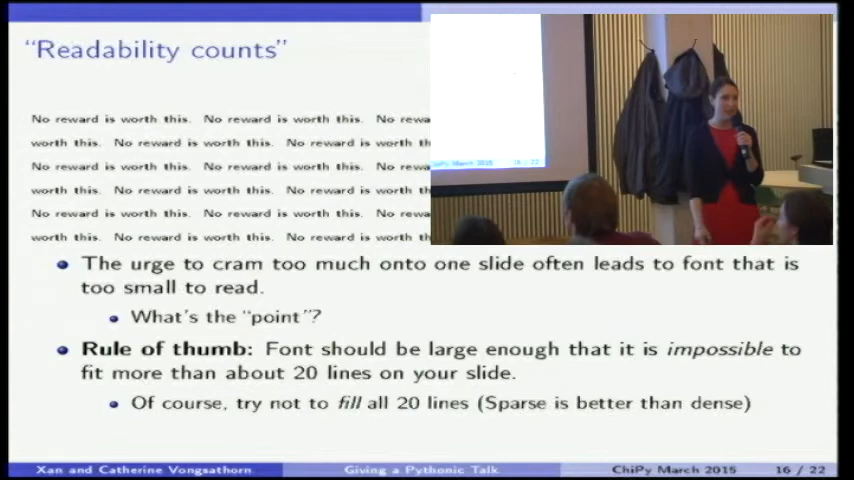 "Readability counts"
No reward is worth this. No reward is worth this. No rewa
worth this. No reward is worth this. No reward is worth th
No reward is worth this. No reward is worth this. No rewa
worth this. No reward is worth this. No reward is worth th
No reward is worth this. No reward is worth this. No rewa
worth this. No reward is worth this. No reward is worth th
ChiPy March 2015 16 / 22
The urge to cram too much onto one slide often leads to font that is
too small to read.
What's the "point"?
Rule of thumb: Font should be large enough that it is impossible to
fit more than about 20 lines on your slide.
Of course, try not to fill all 20 lines (Sparse is better than dense)
Xan and Catherine Vongsathorn Giving a Pythonic Talk ChiPy March 2015 16 / 22